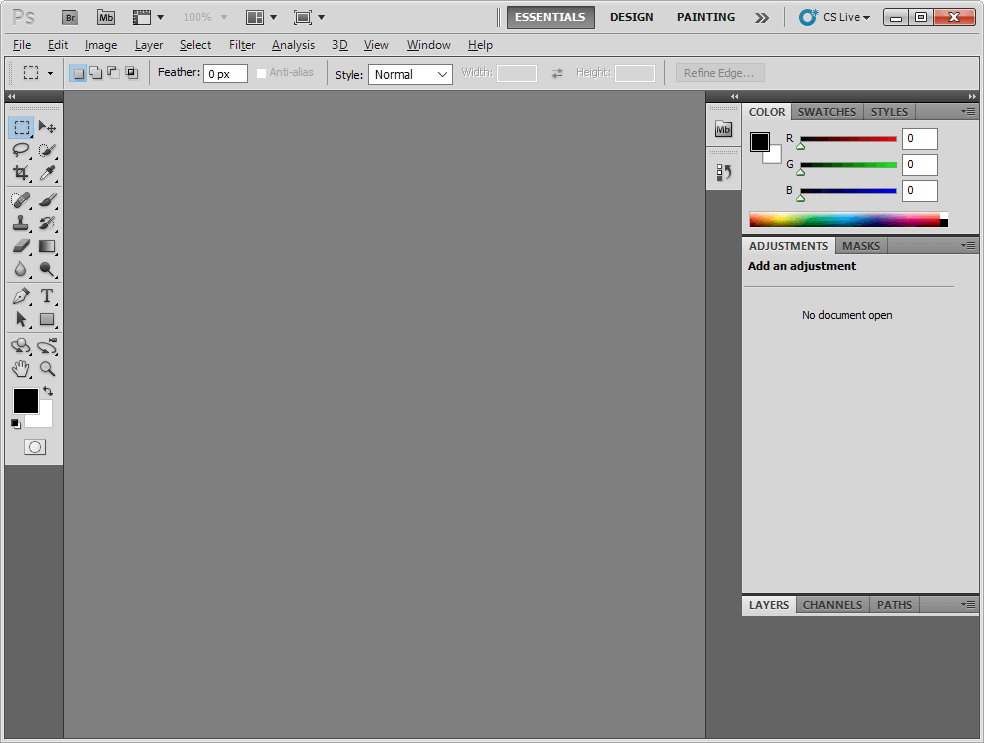 Ps Br Mb 100% ESSENTIALS DESIGN PAINTING CS Live
File Edit Image Layer Select Filter Analysis 3D View Window Help
Feather: 0 px Anti-alias Style: Normal Width: Height: Refine Edge...
COLOR SWATCHES STYLES
Mb
R 0
G 0
B 0
ADJUSTMENTS MASKS
Add an adjustment
No document open
T
LAYERS CHANNELS PATHS